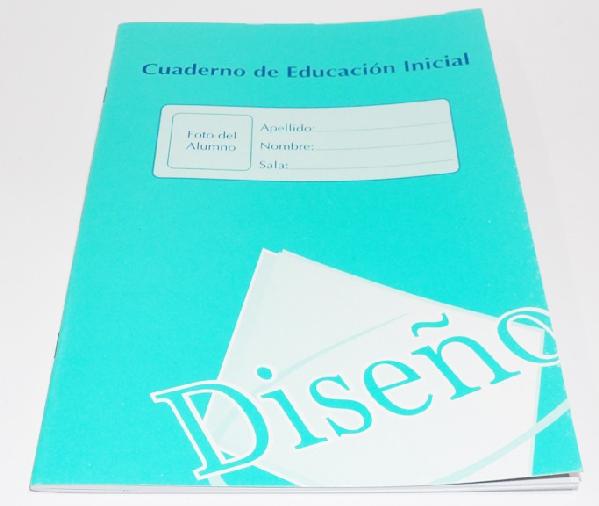 Cuaderno de Educación Inicial
Foto del
Alumno
Apellido:
Nombre:
Sala:
Diseño